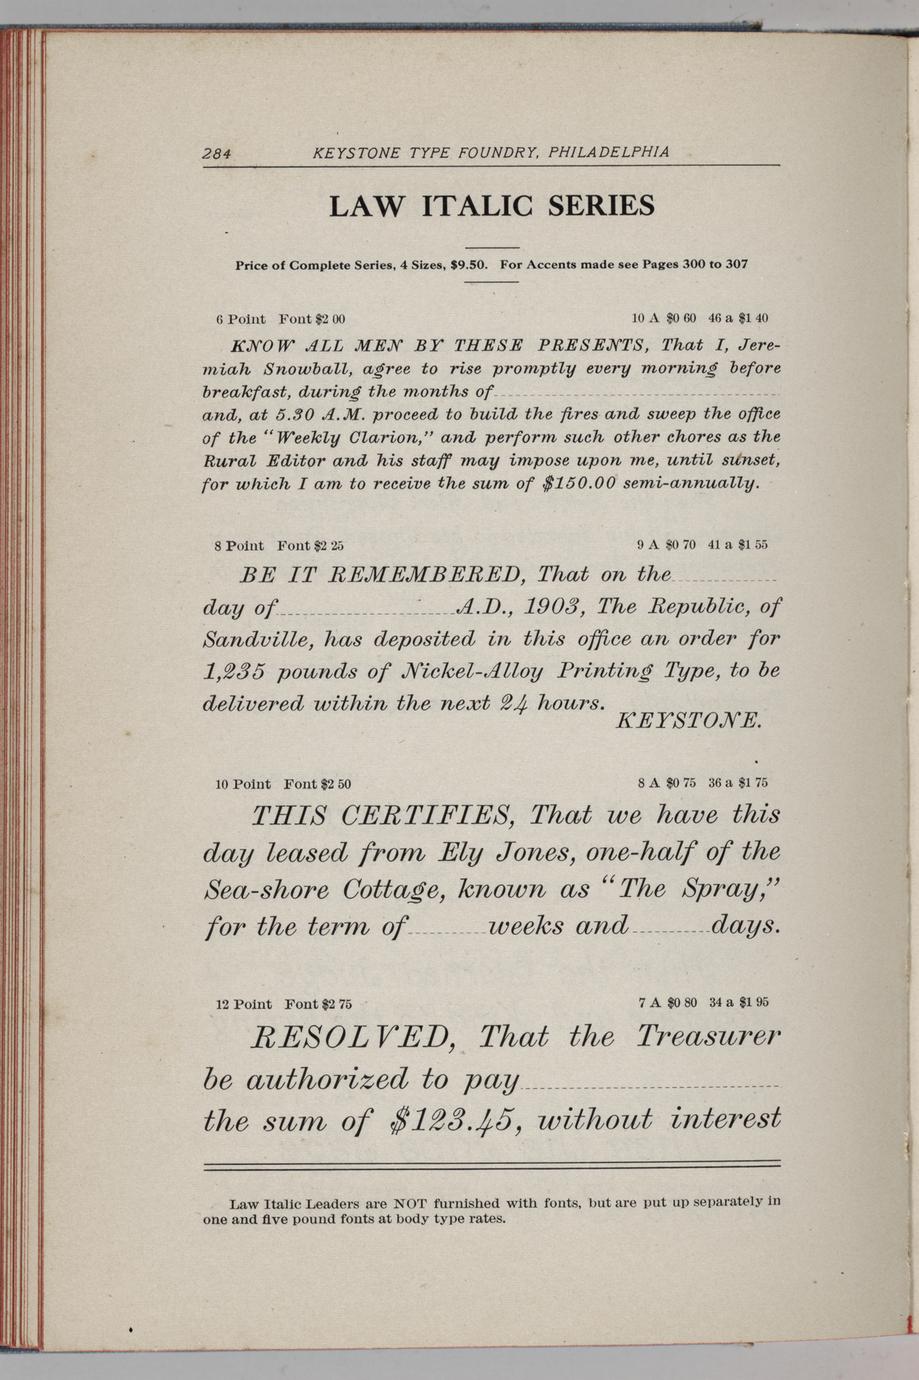 284 KEYSTONE TYPE FOUNDRY, PHILADELPHIA
LAW ITALIC SERIES
Price of Complete Series, 4 Sizes, $9.50. For Accents made see Pages 300 to 307
6 Point Font $2 00 10 A $0 60 46 a $1 40
KNOW ALL MEN BY THESE PRESENTS, That I, Jere-
miah Snowball, agree to rise promptly every morning before
breakfast, during the months of
and, at 5.30 A.M. proceed to build the fires and sweep the office
of the “Weekly Clarion,” and perform such other chores as the
Rural Editor and his staff may impose upon me, until sunset,
for which I am to receive the sum of $150.00 semi-annually.
8 Point Font $2 25 9 A $0 70 41 a $1 55
BE IT REMEMBERED, That on the
day of A.D., 1903, The Republic, of
Sandville, has deposited in this office an order for
1,235 pounds of Nickel-Alloy Printing Type, to be
delivered within the next 24 hours.
KEYSTONE.
10 Point Font $2 50 8 A $0 75 36 a $1 75
THIS CERTIFIES, That we have this
day leased from Ely Jones, one-half of the
Sea-shore Cottage, known as “The Spray,”
for the term of weeks and days.
12 Point Font $2 75 7 A $0 80 34 a $1 95
RESOLVED, That the Treasurer
be authorized to pay
the sum of $123.45, without interest
Law Italic Leaders are NOT furnished with fonts, but are put up separately in
one and five pound fonts at body type rates.